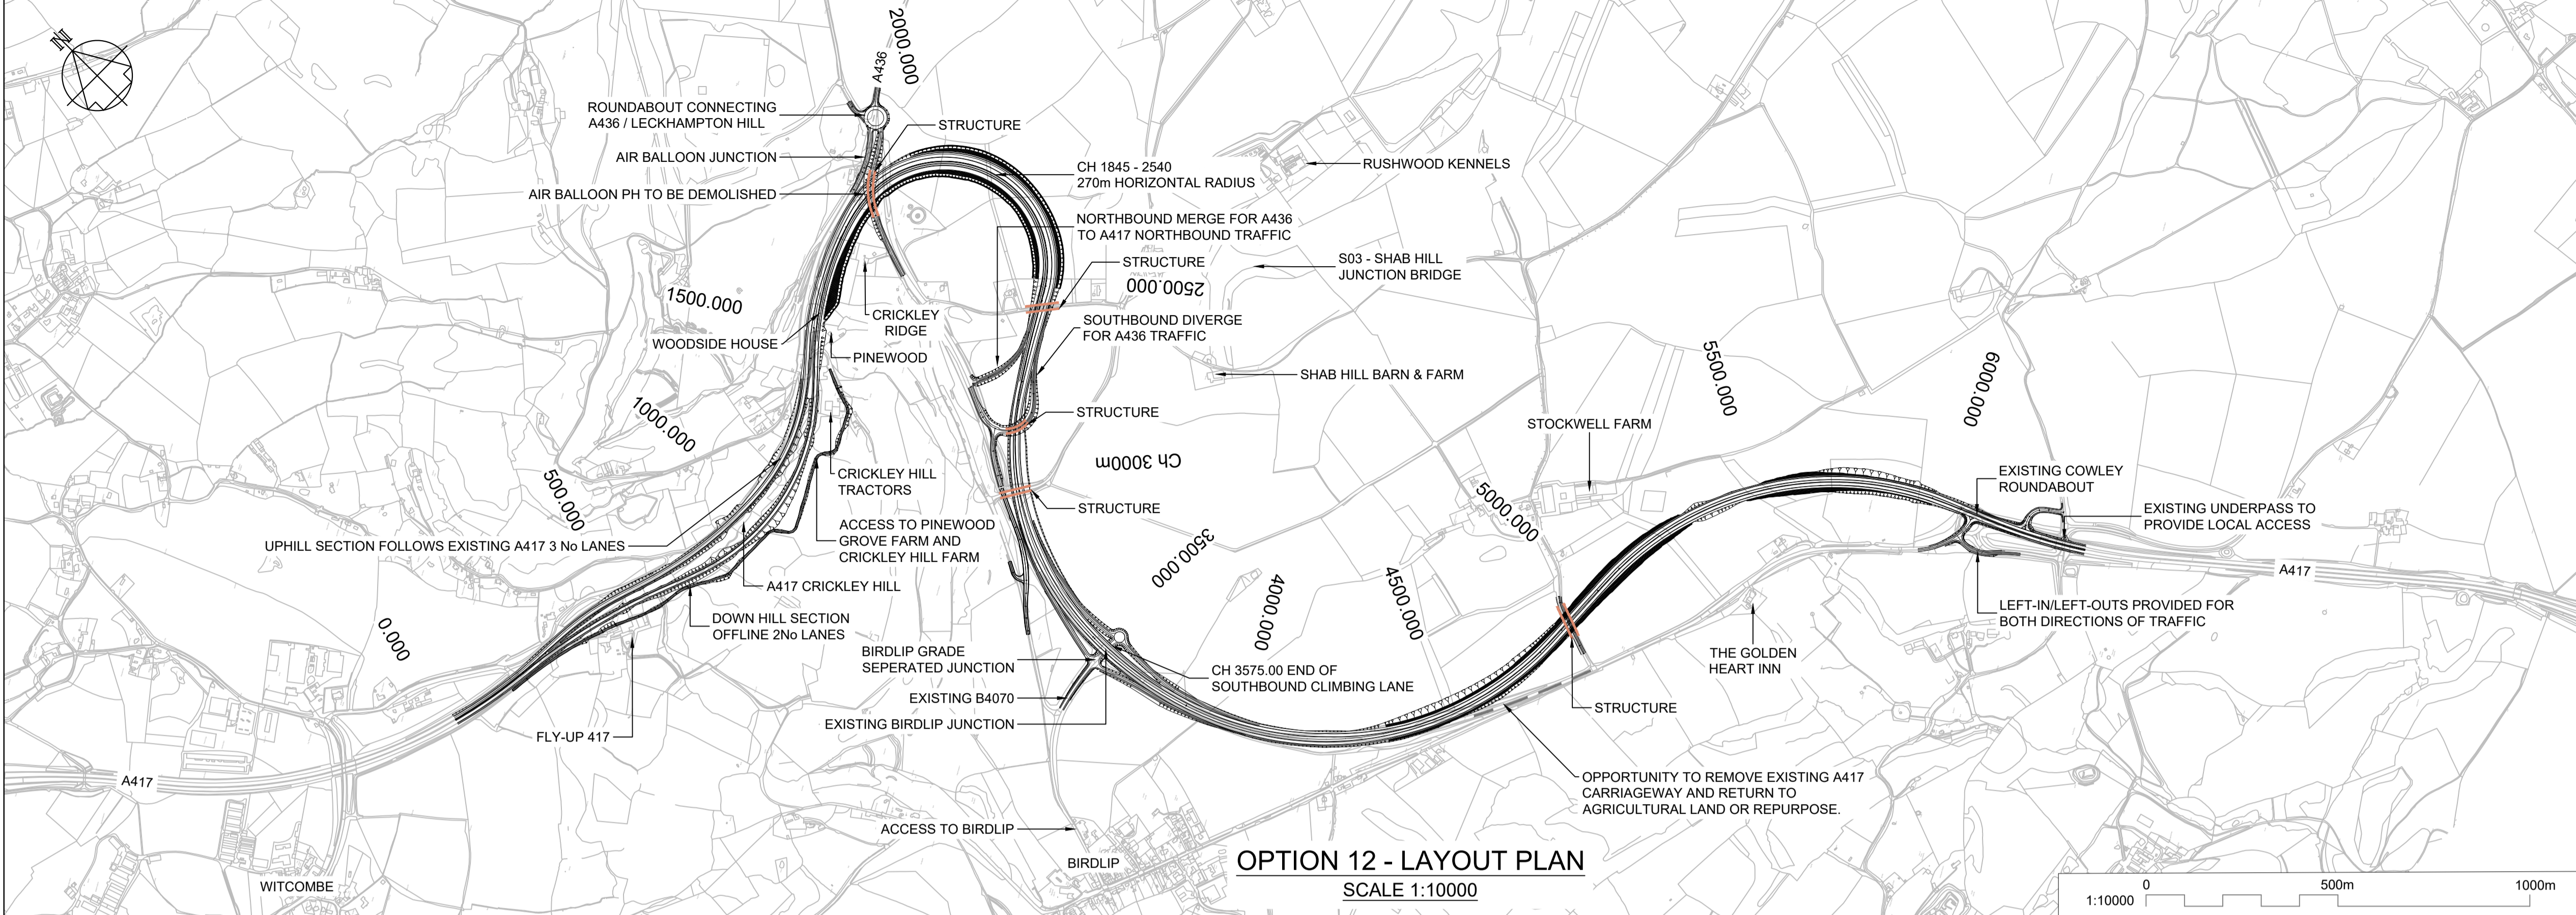 N
2000.000
A436
ROUNDABOUT CONNECTING
A436 / LECKHAMPTON HILL
STRUCTURE
AIR BALLOON JUNCTION
AIR BALLOON PH TO BE DEMOLISHED
CH 1845 - 2540
270m HORIZONTAL RADIUS
RUSHWOOD KENNELS
NORTHBOUND MERGE FOR A436
TO A417 NORTHBOUND TRAFFIC
STRUCTURE
2500.000
S03 - SHAB HILL
JUNCTION BRIDGE
1500.000
CRICKLEY
RIDGE
SOUTHBOUND DIVERGE
FOR A436 TRAFFIC
WOODSIDE HOUSE
PINEWOOD
SHAB HILL BARN & FARM
1000.000
STRUCTURE
5500.000
6000.000
STOCKWELL FARM
Ch 3000m
500.000
CRICKLEY HILL
TRACTORS
STRUCTURE
5000.000
EXISTING COWLEY
ROUNDABOUT
EXISTING UNDERPASS TO
PROVIDE LOCAL ACCESS
UPHILL SECTION FOLLOWS EXISTING A417 3 No LANES
ACCESS TO PINEWOOD
GROVE FARM AND
CRICKLEY HILL FARM
3500.000
A417 CRICKLEY HILL
4000.000
4500.000
A417
DOWN HILL SECTION
OFFLINE 2No LANES
LEFT-IN/LEFT-OUTS PROVIDED FOR
BOTH DIRECTIONS OF TRAFFIC
0.000
BIRDLIP GRADE
SEPERATED JUNCTION
CH 3575.00 END OF
SOUTHBOUND CLIMBING LANE
THE GOLDEN
HEART INN
EXISTING B4070
STRUCTURE
EXISTING BIRDLIP JUNCTION
FLY-UP 417
A417
OPPORTUNITY TO REMOVE EXISTING A417
CARRIAGEWAY AND RETURN TO
AGRICULTURAL LAND OR REPURPOSE.
ACCESS TO BIRDLIP
BIRDLIP
WITCOMBE
OPTION 12 - LAYOUT PLAN
SCALE 1:10000
0 500m 1000m
1:10000